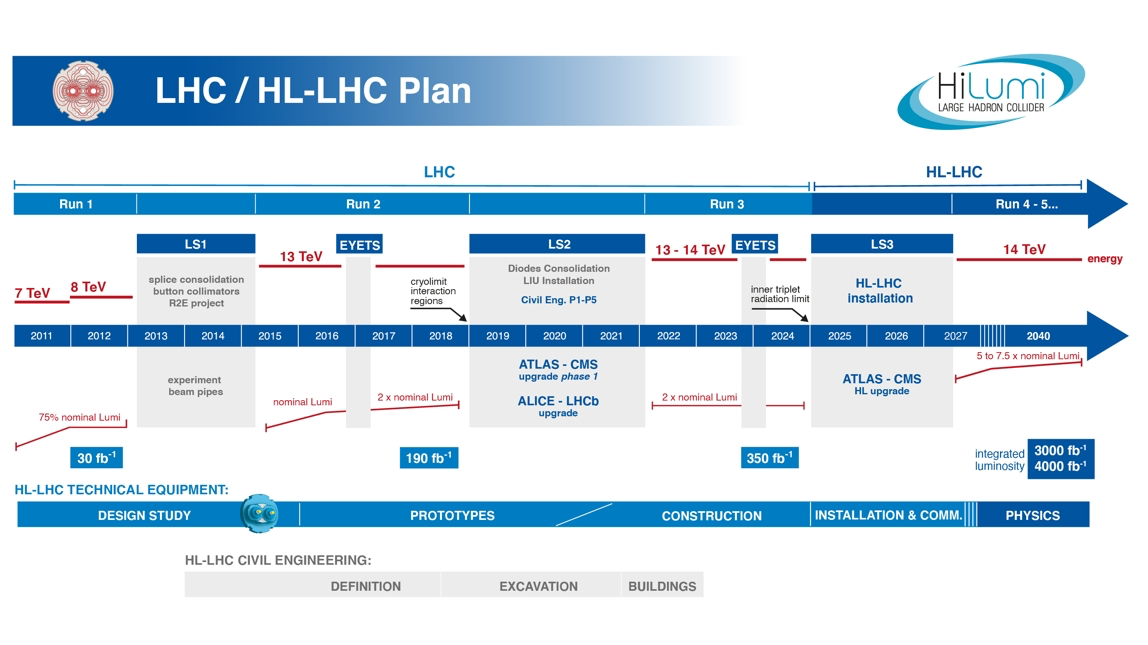 LHC / HL-LHC Plan
HiLumi
LARGE HADRON COLLIDER
LHC
HL-LHC
Run 1
Run 2
Run 3
Run 4 - 5...
LS1
EYETS
LS2
EYETS
LS3
7 TeV
8 TeV
13 TeV
13 - 14 TeV
14 TeV
energy
splice consolidation
button collimators
R2E project
cryolimit
interaction
regions
Diodes Consolidation
LIU Installation
Civil Eng. P1-P5
inner triplet
radiation limit
HL-LHC
installation
2011 2012 2013 2014 2015 2016 2017 2018 2019 2020 2021 2022 2023 2024 2025 2026 2027 2040
5 to 7.5 x nominal Lumi
experiment
beam pipes
ATLAS - CMS
upgrade phase 1
ALICE - LHCb
upgrade
ATLAS - CMS
HL upgrade
75% nominal Lumi
nominal Lumi
2 x nominal Lumi
2 x nominal Lumi
30 fb-1
190 fb-1
350 fb-1
integrated
luminosity
3000 fb-1
4000 fb-1
HL-LHC TECHNICAL EQUIPMENT:
DESIGN STUDY
PROTOTYPES
CONSTRUCTION
INSTALLATION & COMM.
PHYSICS
HL-LHC CIVIL ENGINEERING:
DEFINITION
EXCAVATION
BUILDINGS